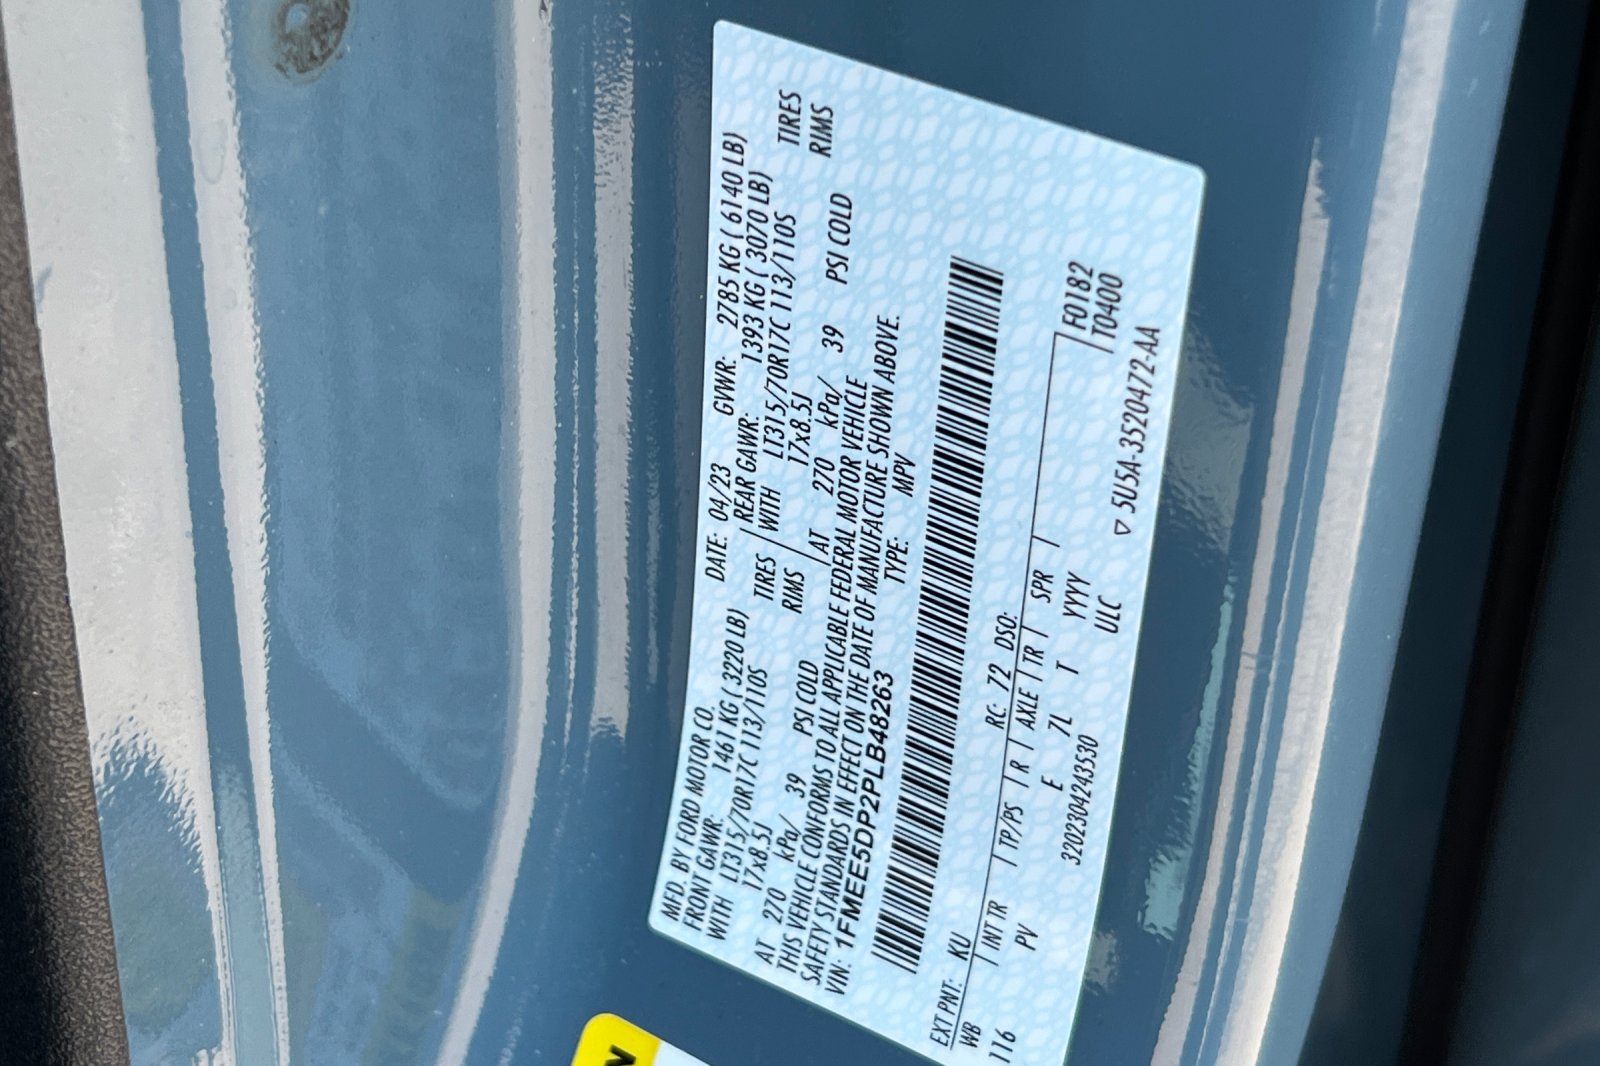 MFD. BY FORD MOTOR CO. DATE: 04/23 GVWR: 2785 KG ( 6140 LB)
FRONT GAWR: 1461 KG ( 3220 LB) REAR GAWR: 1393 KG ( 3070 LB)
WITH LT315/70R17C 113/110S TIRES WITH LT315/70R17C 113/110S TIRES
17x8.5J RIMS 17x8.5J RIMS
AT 270 kPa/ 39 PSI COLD AT 270 kPa/ 39 PSI COLD
THIS VEHICLE CONFORMS TO ALL APPLICABLE FEDERAL MOTOR VEHICLE
SAFETY STANDARDS IN EFFECT ON THE DATE OF MANUFACTURE SHOWN ABOVE.
VIN: 1FMEE5DP2PLB48263 TYPE: MPV
EXT PNT: KU RC: 72 DSO: F0182
WB INT TR TP/PS R AXLE TR SPR T0400
116 PV E 7L T YYYY
3202304243530 ULC
▽ 5U5A-3520472-AA
N